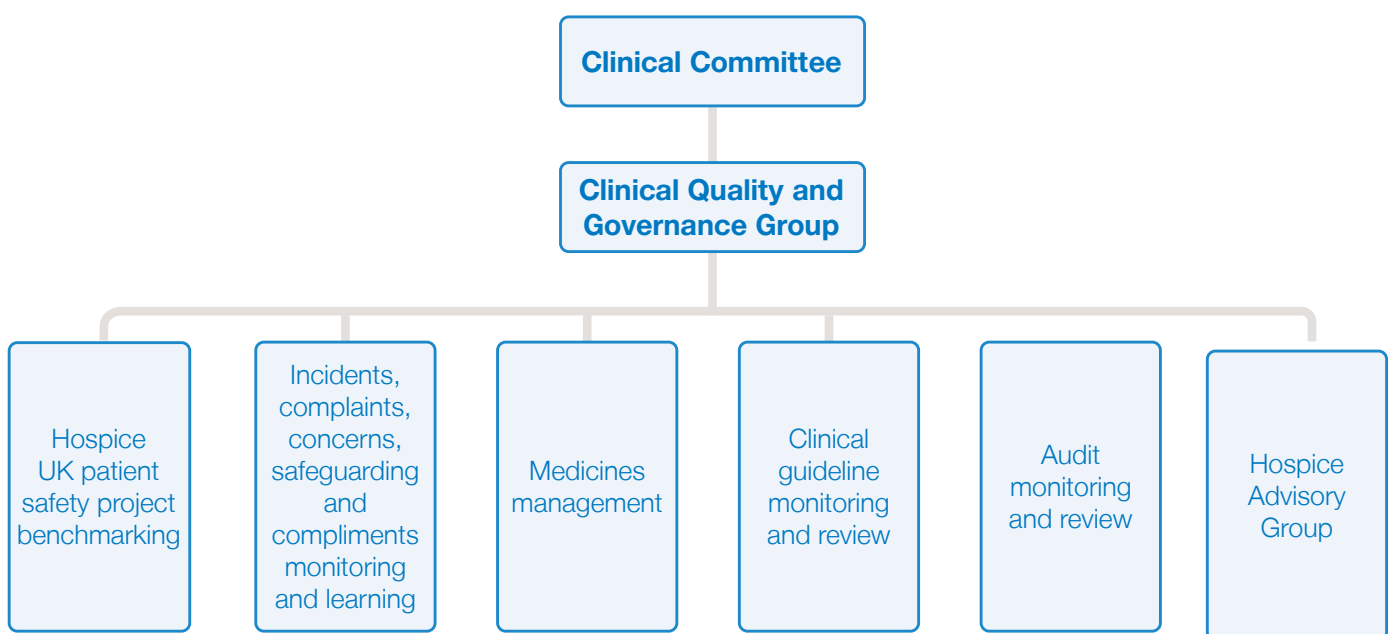 Clinical Committee
Clinical Quality and
Governance Group
Hospice
UK patient
safety project
benchmarking
Incidents,
complaints,
concerns,
safeguarding
and
compliments
monitoring
and learning
Medicines
management
Clinical
guideline
monitoring
and review
Audit
monitoring
and review
Hospice
Advisory
Group